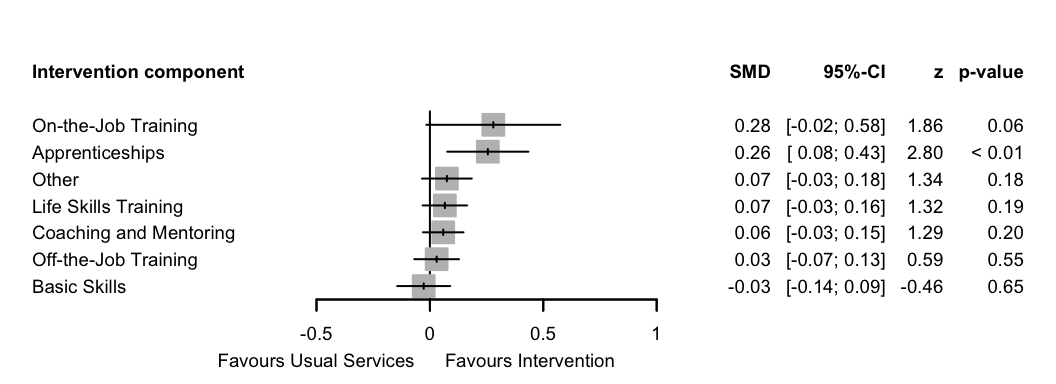 Intervention component SMD 95%-CI z p-value
On-the-Job Training 0.28 [-0.02; 0.58] 1.86 0.06
Apprenticeships 0.26 [ 0.08; 0.43] 2.80 < 0.01
Other 0.07 [-0.03; 0.18] 1.34 0.18
Life Skills Training 0.07 [-0.03; 0.16] 1.32 0.19
Coaching and Mentoring 0.06 [-0.03; 0.15] 1.29 0.20
Off-the-Job Training 0.03 [-0.07; 0.13] 0.59 0.55
Basic Skills -0.03 [-0.14; 0.09] -0.46 0.65
-0.5 0 0.5 1
Favours Usual Services Favours Intervention